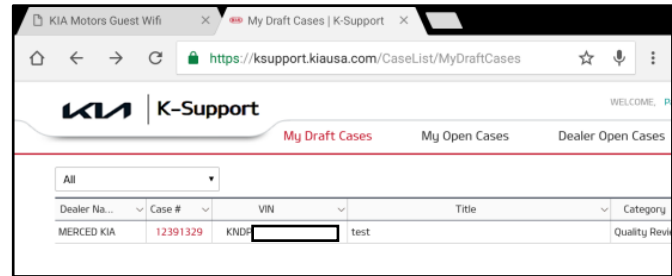 KIA Motors Guest Wifi
My Draft Cases | K-Support
https://ksupport.kiausa.com/CaseList/MyDraftCases
KIA K-Support
WELCOME,
My Draft Cases My Open Cases Dealer Open Cases
All
Dealer Na... Case # VIN Title Category
MERCED KIA 12391329 KNDP test Quality Revi